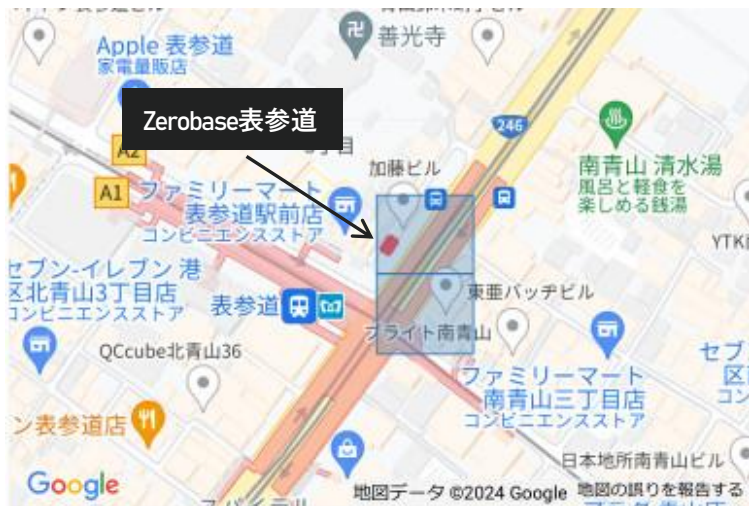 善光寺
Apple 表参道
家電量販店
Zerobase表参道
246
A2
丁目
加藤ビル
南青山 清水湯
風呂と軽食を
楽しめる銭湯
A1
ファミリーマート
表参道駅前店
コンビニエンスストア
YTK
セブン-イレブン 港
区北青山3丁目店
コンビニエンスストア
表参道
東亜バッヂビル
ブライト南青山
QCcube北青山36
セブ
区
コン
ファミリーマート
南青山三丁目店
コンビニエンスストア
ン表参道店
日本地所南青山ビル
Google
地図データ ©2024 Google
地図の誤りを報告する